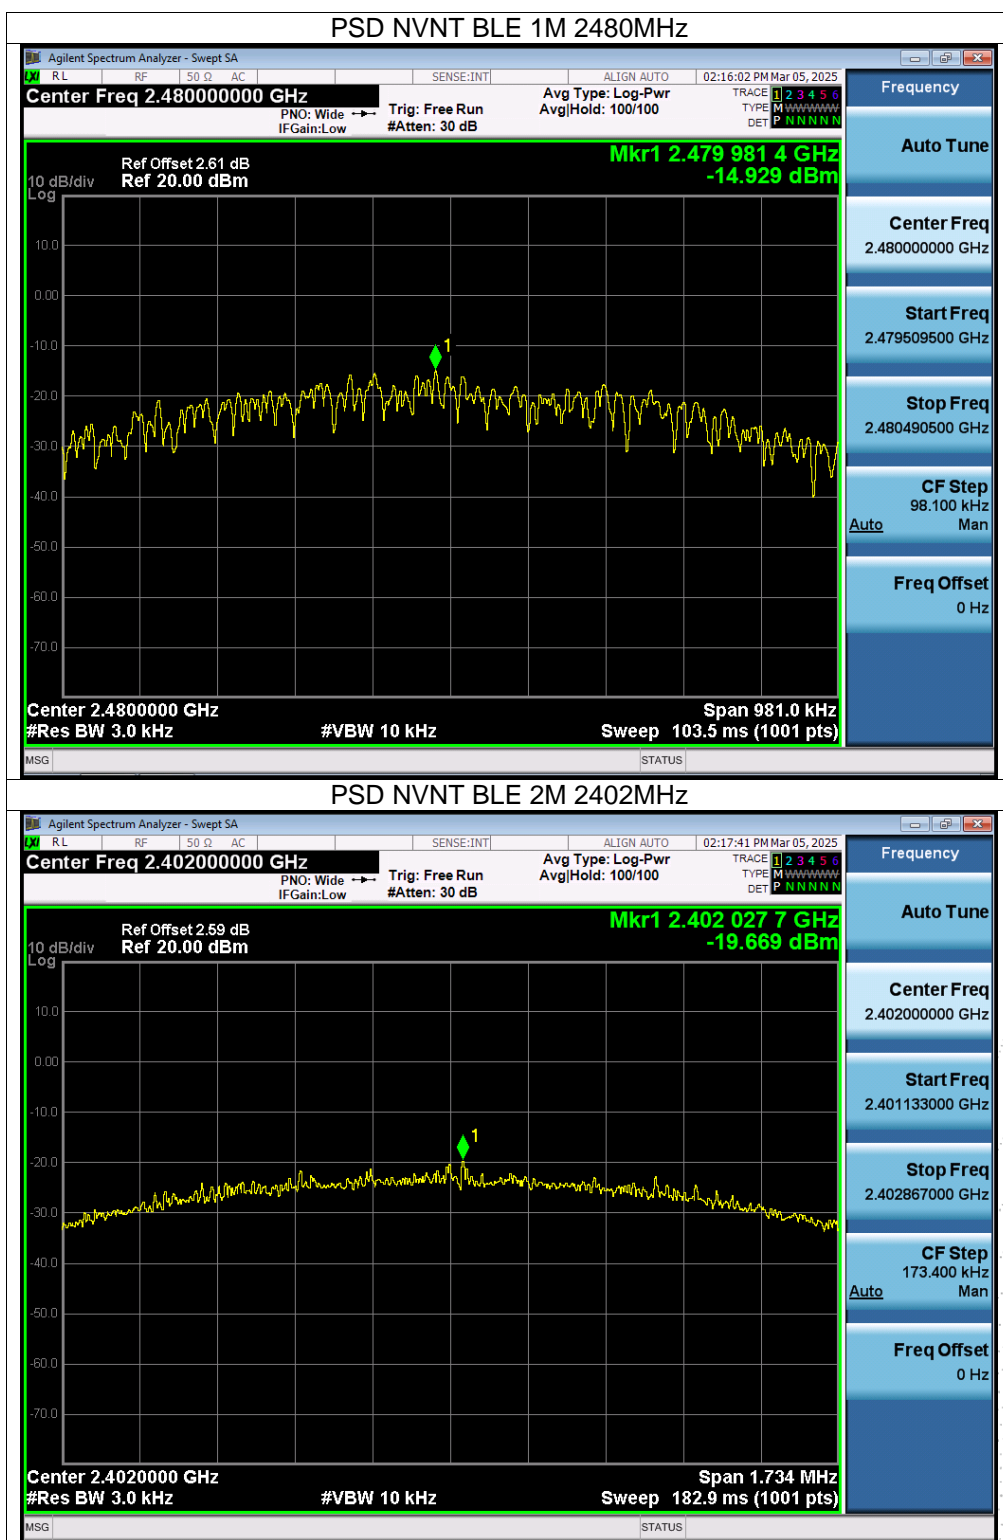 PSD NVNT BLE 1M 2480MHz
Agilent Spectrum Analyzer - Swept SA
LXI RL RF 50 Ω AC SENSE:INT ALIGN AUTO 02:16:02 PM Mar 05, 2025
Center Freq 2.480000000 GHz
PNO: Wide
IFGain:Low
Trig: Free Run
#Atten: 30 dB
Avg Type: Log-Pwr
Avg|Hold: 100/100
TRACE 1 2 3 4 5 6
TYPE M WWWWW
DET P N N N N N
Frequency
Auto Tune
Center Freq
2.480000000 GHz
Start Freq
2.479509500 GHz
Stop Freq
2.480490500 GHz
CF Step
98.100 kHz
Auto Man
Freq Offset
0 Hz
Mkr1 2.479 981 4 GHz
-14.929 dBm
Ref Offset 2.61 dB
10 dB/div Ref 20.00 dBm
Log
10.0
0.00
-10.0
1
-20.0
-30.0
-40.0
-50.0
-60.0
-70.0
Center 2.4800000 GHz Span 981.0 kHz
#Res BW 3.0 kHz #VBW 10 kHz Sweep 103.5 ms (1001 pts)
MSG STATUS
PSD NVNT BLE 2M 2402MHz
Agilent Spectrum Analyzer - Swept SA
LXI RL RF 50 Ω AC SENSE:INT ALIGN AUTO 02:17:41 PM Mar 05, 2025
Center Freq 2.402000000 GHz
PNO: Wide
IFGain:Low
Trig: Free Run
#Atten: 30 dB
Avg Type: Log-Pwr
Avg|Hold: 100/100
TRACE 1 2 3 4 5 6
TYPE M WWWWW
DET P N N N N N
Frequency
Auto Tune
Center Freq
2.402000000 GHz
Start Freq
2.401133000 GHz
Stop Freq
2.402867000 GHz
CF Step
173.400 kHz
Auto Man
Freq Offset
0 Hz
Mkr1 2.402 027 7 GHz
-19.669 dBm
Ref Offset 2.59 dB
10 dB/div Ref 20.00 dBm
Log
10.0
0.00
-10.0
1
-20.0
-30.0
-40.0
-50.0
-60.0
-70.0
Center 2.4020000 GHz Span 1.734 MHz
#Res BW 3.0 kHz #VBW 10 kHz Sweep 182.9 ms (1001 pts)
MSG STATUS